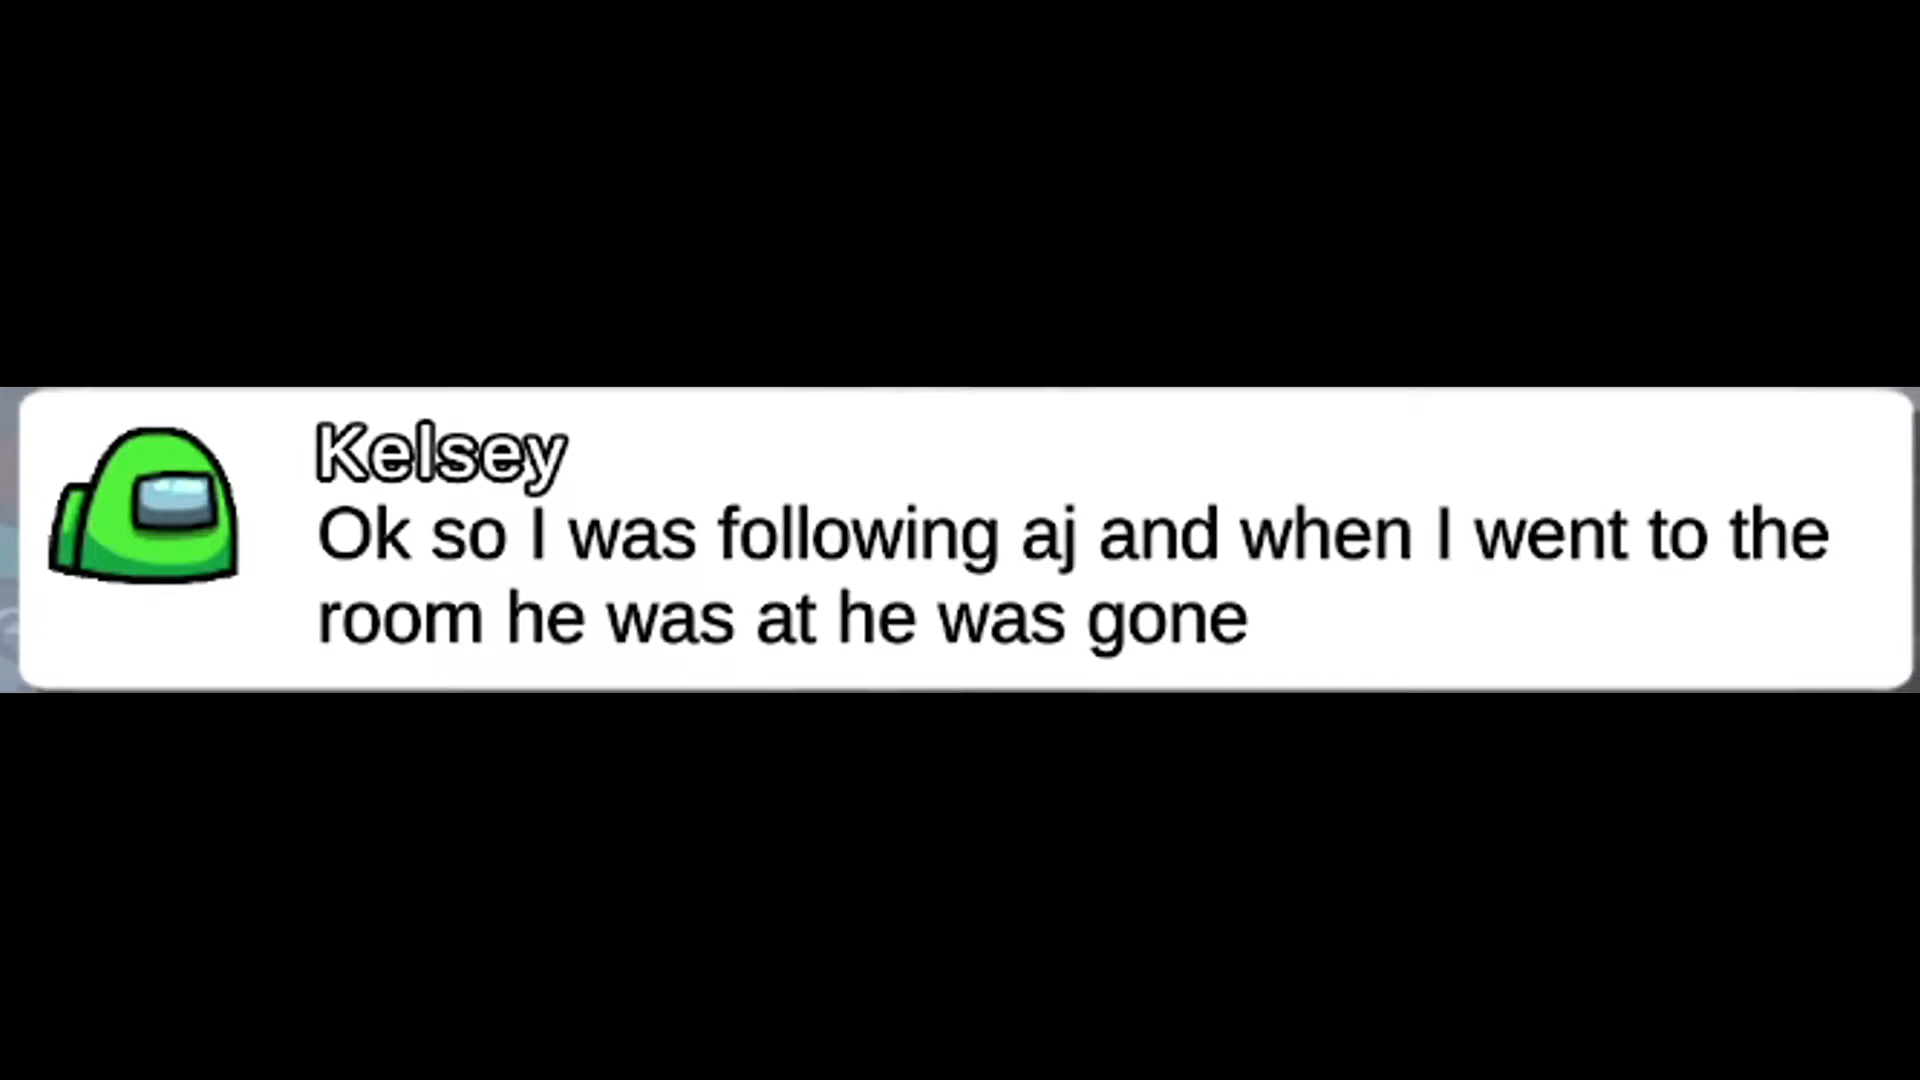 Kelsey
Ok so I was following aj and when I went to the
room he was at he was gone